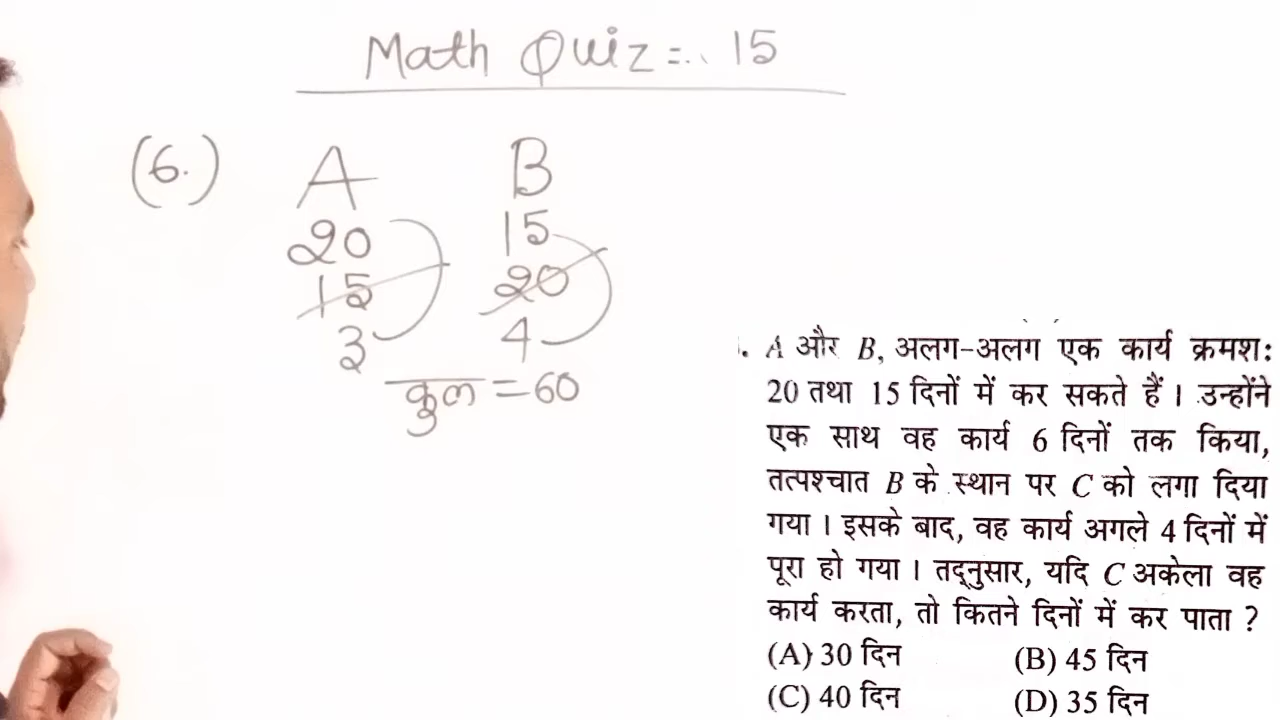 Math Quiz=.. 15
(6.) A B
20 15
15 20
3 4
कुल =60
. A और B, अलग-अलग एक कार्य क्रमश:
20 तथा 15 दिनों में कर सकते हैं । उन्होंने
एक साथ वह कार्य 6 दिनों तक किया,
तत्पश्चात B के स्थान पर C को लगा दिया
गया । इसके बाद, वह कार्य अगले 4 दिनों में
पूरा हो गया । तद्नुसार, यदि C अकेला वह
कार्य करता, तो कितने दिनों में कर पाता ?
(A) 30 दिन (B) 45 दिन
(C) 40 दिन (D) 35 दिन